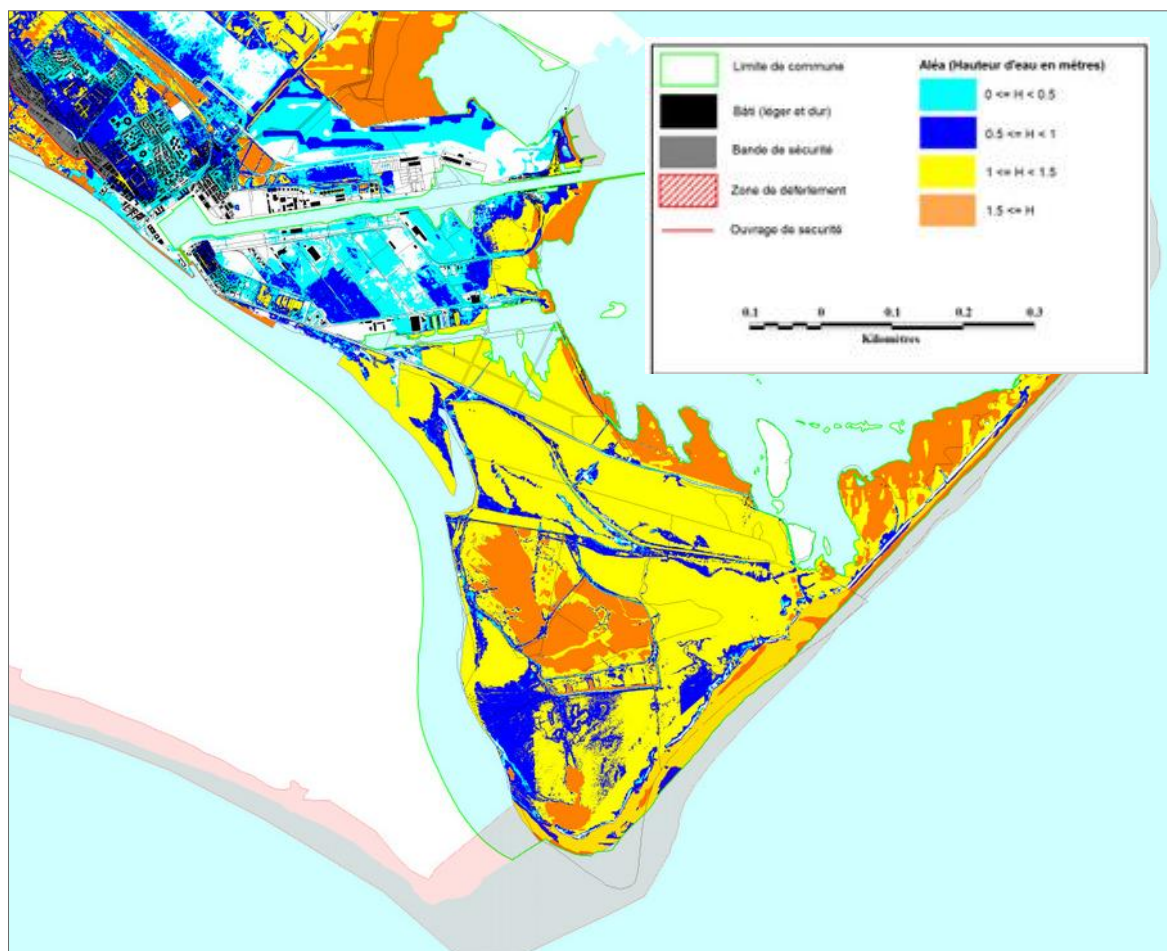 Limite de commune
Bâti (léger et dur)
Bande de sécurité
Zone de déferlement
Ouvrage de securité
Aléa (Hauteur d'eau en mètres)
0 <= H < 0.5
0.5 <= H < 1
1 <= H < 1.5
1.5 <= H
0.1 0 0.1 0.2 0.3
Kilomètres